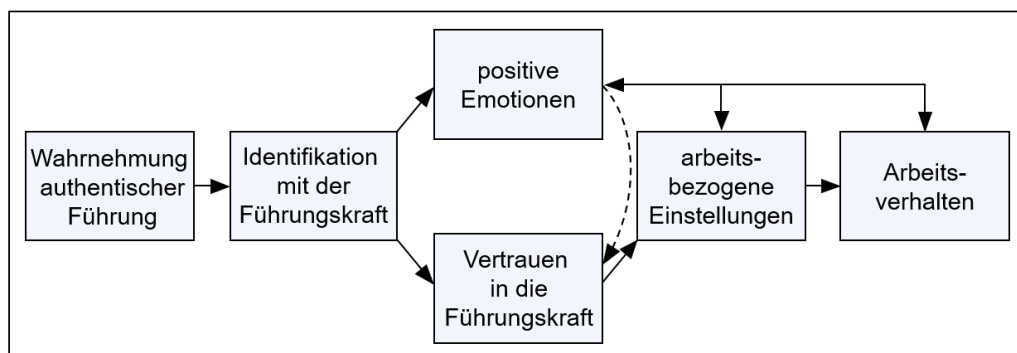 Wahrnehmung
authentischer
Führung
Identifikation
mit der
Führungskraft
positive
Emotionen
Vertrauen
in die
Führungskraft
arbeits-
bezogene
Einstellungen
Arbeits-
verhalten